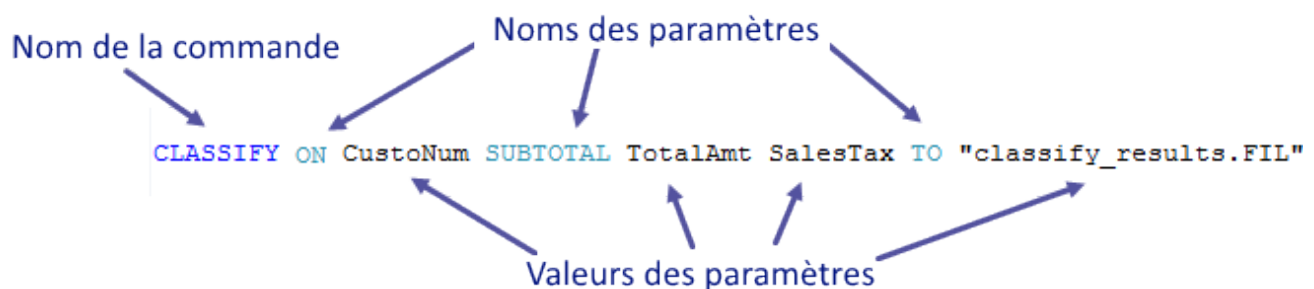 Noms des paramètres
Nom de la commande
CLASSIFY ON CustoNum SUBTOTAL TotalAmt SalesTax TO "classify_results.FIL"
Valeurs des paramètres